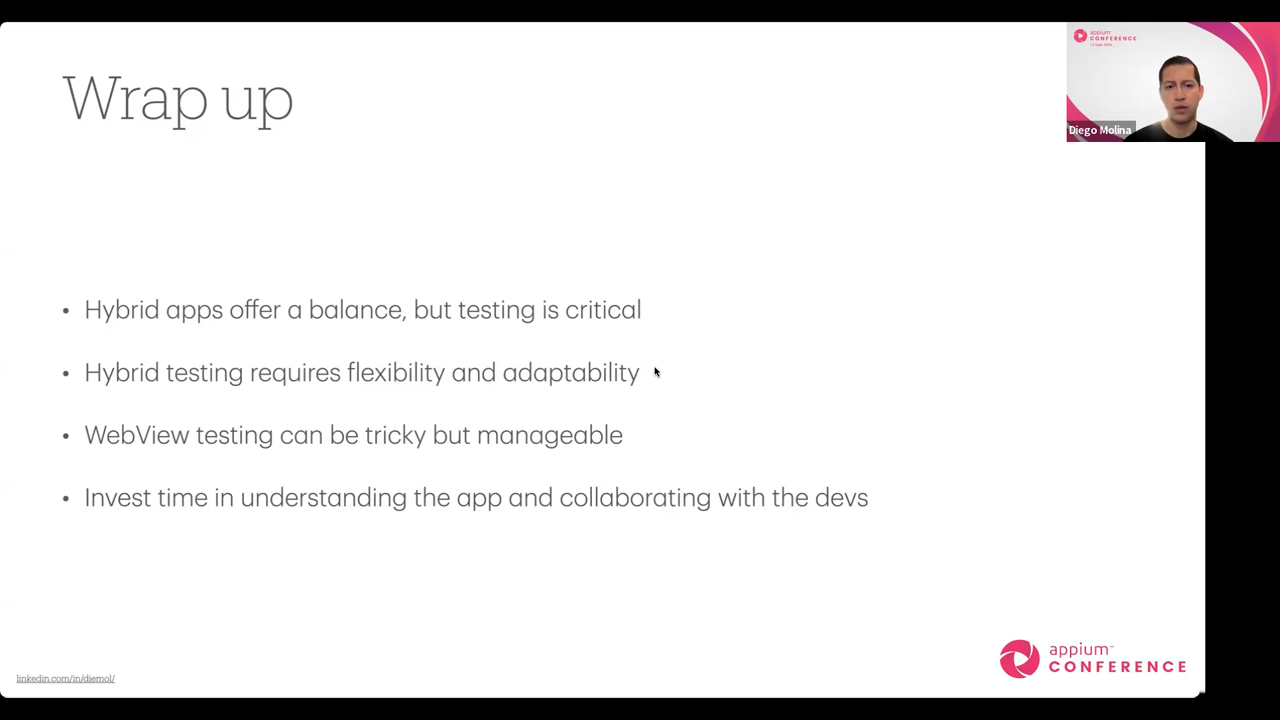 Wrap up
appium
CONFERENCE
Diego Molina
• Hybrid apps offer a balance, but testing is critical
• Hybrid testing requires flexibility and adaptability
• WebView testing can be tricky but manageable
• Invest time in understanding the app and collaborating with the devs
appium™
CONFERENCE
linkedin.com/in/diemol/